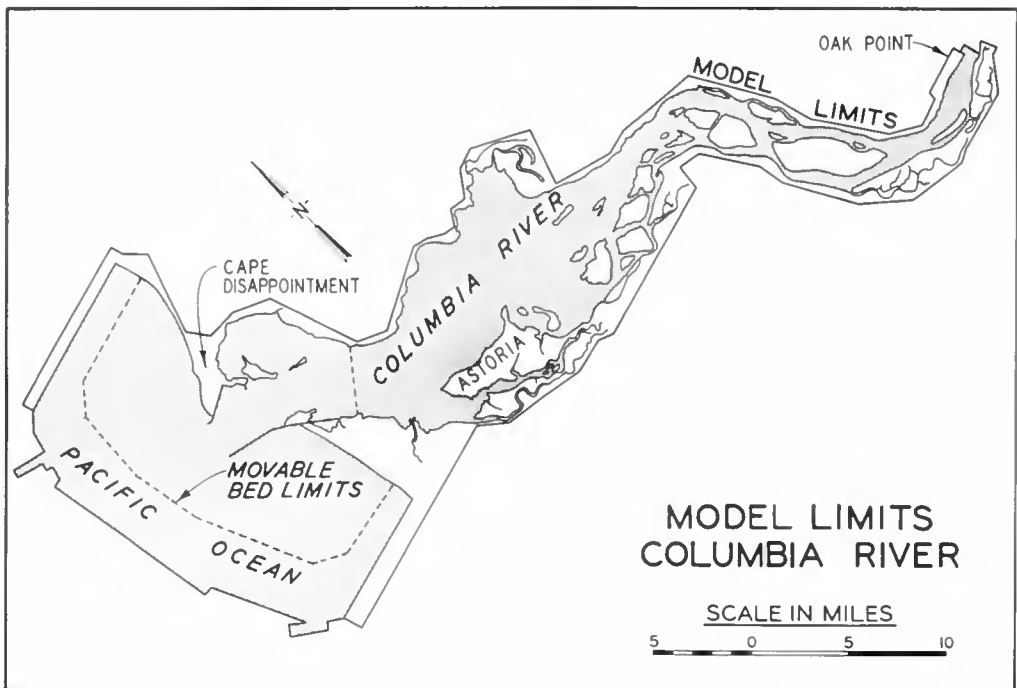 OAK POINT
MODEL LIMITS
N
CAPE
DISAPPOINTMENT
COLUMBIA RIVER
ASTORIA
MOVABLE
BED LIMITS
PACIFIC OCEAN
MODEL LIMITS
COLUMBIA RIVER
SCALE IN MILES
5 0 5 10